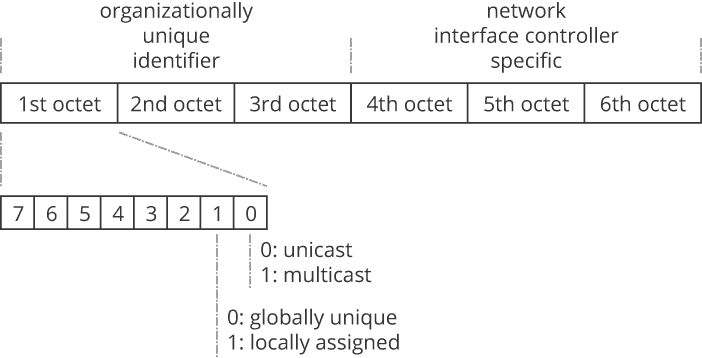 organizationally
unique
identifier
network
interface controller
specific
1st octet 2nd octet 3rd octet 4th octet 5th octet 6th octet
7 6 5 4 3 2 1 0
0: unicast
1: multicast
0: globally unique
1: locally assigned